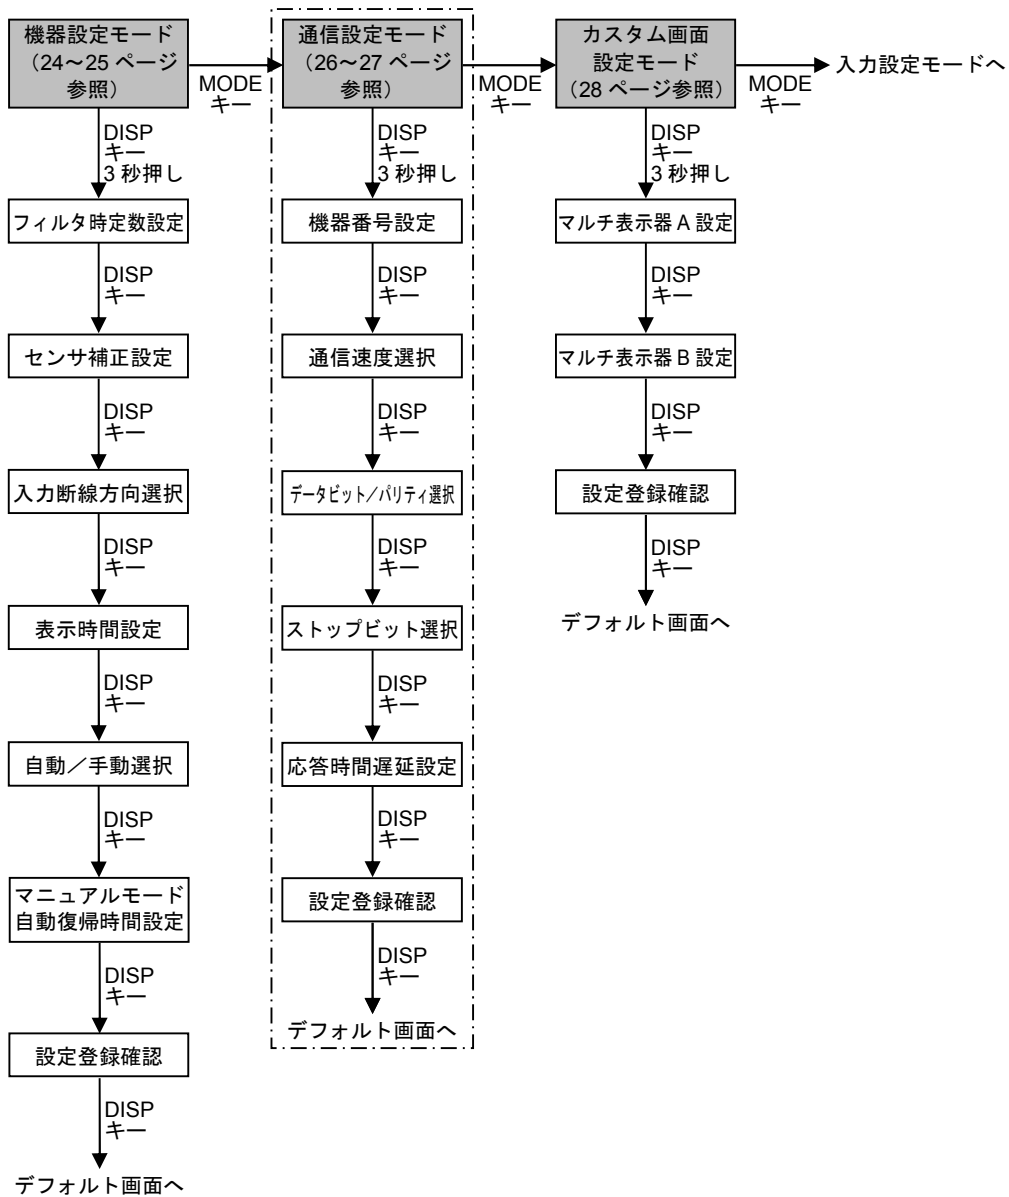 機器設定モード
(24～25 ページ
参照)
MODE
キー
DISP
キー
3 秒押し
フィルタ時定数設定
DISP
キー
センサ補正設定
DISP
キー
入力断線方向選択
DISP
キー
表示時間設定
DISP
キー
自動／手動選択
DISP
キー
マニュアルモード
自動復帰時間設定
DISP
キー
設定登録確認
DISP
キー
デフォルト画面へ
通信設定モード
(26～27 ページ
参照)
MODE
キー
DISP
キー
3 秒押し
機器番号設定
DISP
キー
通信速度選択
DISP
キー
データビット／パリティ選択
DISP
キー
ストップビット選択
DISP
キー
応答時間遅延設定
DISP
キー
設定登録確認
DISP
キー
デフォルト画面へ
カスタム画面
設定モード
(28 ページ参照)
MODE
キー
入力設定モードへ
DISP
キー
3 秒押し
マルチ表示器 A 設定
DISP
キー
マルチ表示器 B 設定
DISP
キー
設定登録確認
DISP
キー
デフォルト画面へ